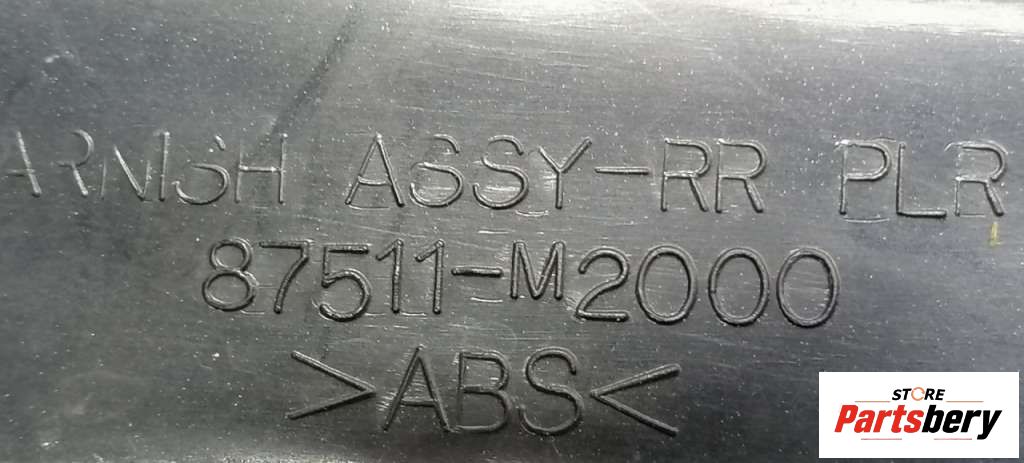 ARNISH ASSY-RR PLR
87511-M2000
>ABS<
STORE
Partsbery